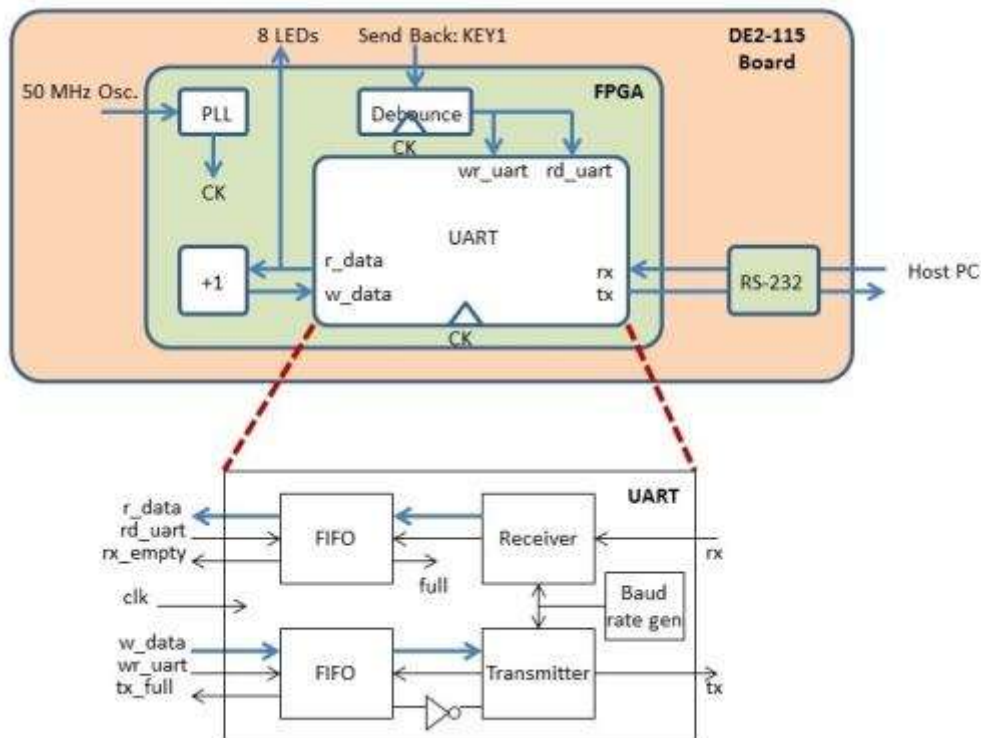 8 LEDs
Send Back: KEY1
DE2-115
Board
50 MHz Osc.
FPGA
PLL
Debounce
CK
CK
wr_uart
rd_uart
UART
r_data
w_data
+1
rx
tx
RS-232
Host PC
CK
UART
r_data
rd_uart
rx_empty
FIFO
Receiver
rx
full
clk
Baud
rate gen
w_data
wr_uart
tx_full
FIFO
Transmitter
tx